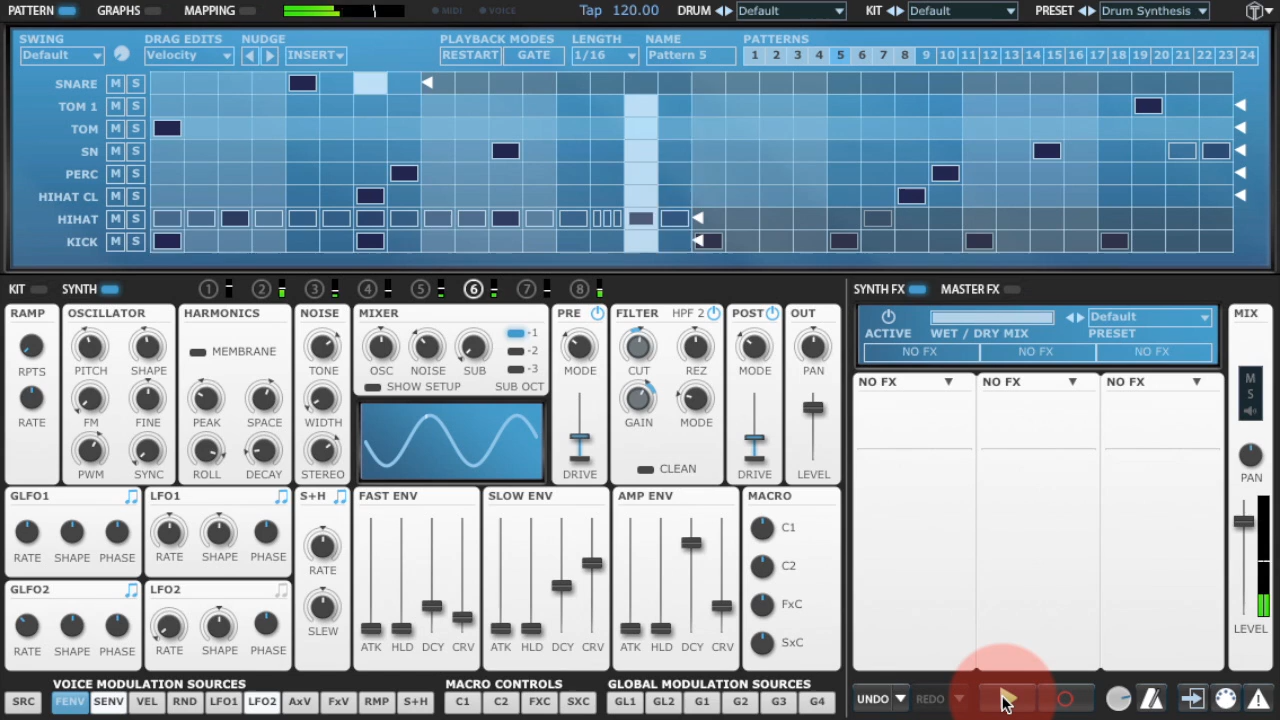 PATTERN GRAPHS MAPPING MIDI VOICE Tap 120.00 DRUM Default KIT Default PRESET Drum Synthesis
SWING DRAG EDITS NUDGE PLAYBACK MODES LENGTH NAME PATTERNS
Default Velocity INSERT RESTART GATE 1/16 Pattern 5 1 2 3 4 5 6 7 8 9 10 11 12 13 14 15 16 17 18 19 20 21 22 23 24
SNARE M S
TOM 1 M S
TOM M S
SN M S
PERC M S
HIHAT CL M S
HIHAT M S
KICK M S
KIT SYNTH 1 2 3 4 5 6 7 8 SYNTH FX MASTER FX
RAMP OSCILLATOR HARMONICS NOISE MIXER PRE FILTER HPF 2 POST OUT MIX
Default
ACTIVE WET / DRY MIX PRESET
NO FX NO FX NO FX
RPTS PITCH SHAPE MEMBRANE TONE OSC NOISE SUB -1 -2 -3 MODE CUT REZ MODE PAN
SHOW SETUP SUB OCT
NO FX NO FX NO FX M S
RATE FM FINE PEAK SPACE WIDTH GAIN MODE
PWM SYNC ROLL DECAY STEREO DRIVE CLEAN DRIVE LEVEL PAN
GLFO1 LFO1 S+H FAST ENV SLOW ENV AMP ENV MACRO
C1
RATE SHAPE PHASE RATE SHAPE PHASE RATE C2
GLFO2 LFO2 FxC
RATE SHAPE PHASE RATE SHAPE PHASE SLEW LEVEL
ATK HLD DCY CRV ATK HLD DCY CRV ATK HLD DCY CRV SxC
VOICE MODULATION SOURCES MACRO CONTROLS GLOBAL MODULATION SOURCES
SRC FENV SENV VEL RND LFO1 LFO2 AxV FxV RMP S+H C1 C2 FXC SXC GL1 GL2 G1 G2 G3 G4 UNDO REDO